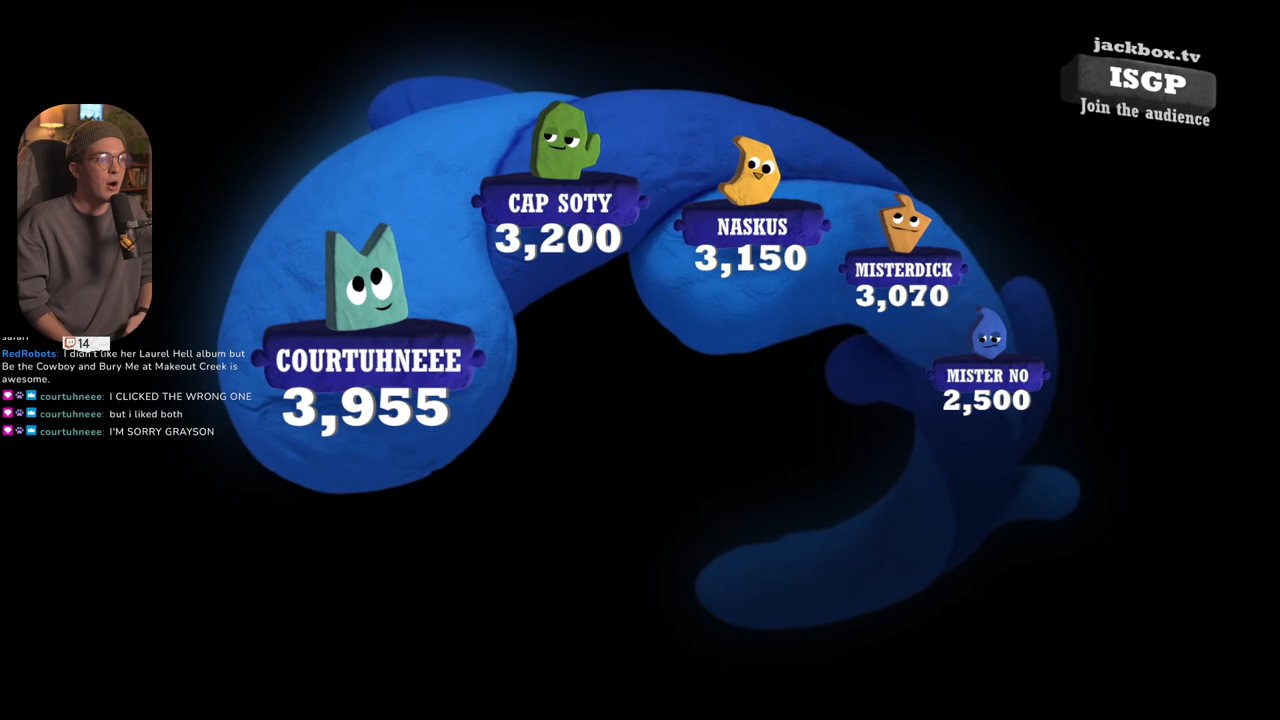 jackbox.tv
ISGP
Join the audience
CAP SOTY
3,200
NASKUS
3,150
MISTERDICK
3,070
COURTUHNEEE
3,955
MISTER NO
2,500
14
safari
RedRobots: I didn't like her Laurel Hell album but
Be the Cowboy and Bury Me at Makeout Creek is
awesome.
courtuhneee: I CLICKED THE WRONG ONE
courtuhneee: but i liked both
courtuhneee: I'M SORRY GRAYSON